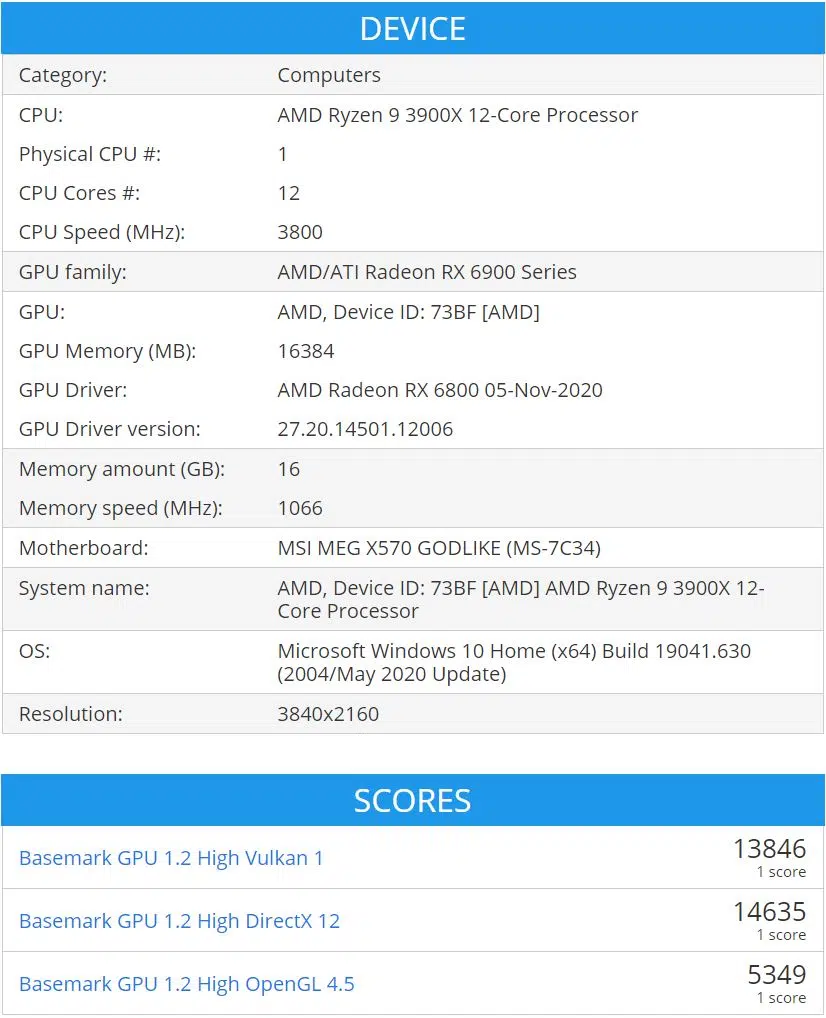 DEVICE
Category: Computers
CPU: AMD Ryzen 9 3900X 12-Core Processor
Physical CPU #: 1
CPU Cores #: 12
CPU Speed (MHz): 3800
GPU family: AMD/ATI Radeon RX 6900 Series
GPU: AMD, Device ID: 73BF [AMD]
GPU Memory (MB): 16384
GPU Driver: AMD Radeon RX 6800 05-Nov-2020
GPU Driver version: 27.20.14501.12006
Memory amount (GB): 16
Memory speed (MHz): 1066
Motherboard: MSI MEG X570 GODLIKE (MS-7C34)
System name: AMD, Device ID: 73BF [AMD] AMD Ryzen 9 3900X 12-
Core Processor
OS: Microsoft Windows 10 Home (x64) Build 19041.630
(2004/May 2020 Update)
Resolution: 3840x2160
SCORES
Basemark GPU 1.2 High Vulkan 1 13846
1 score
Basemark GPU 1.2 High DirectX 12 14635
1 score
Basemark GPU 1.2 High OpenGL 4.5 5349
1 score